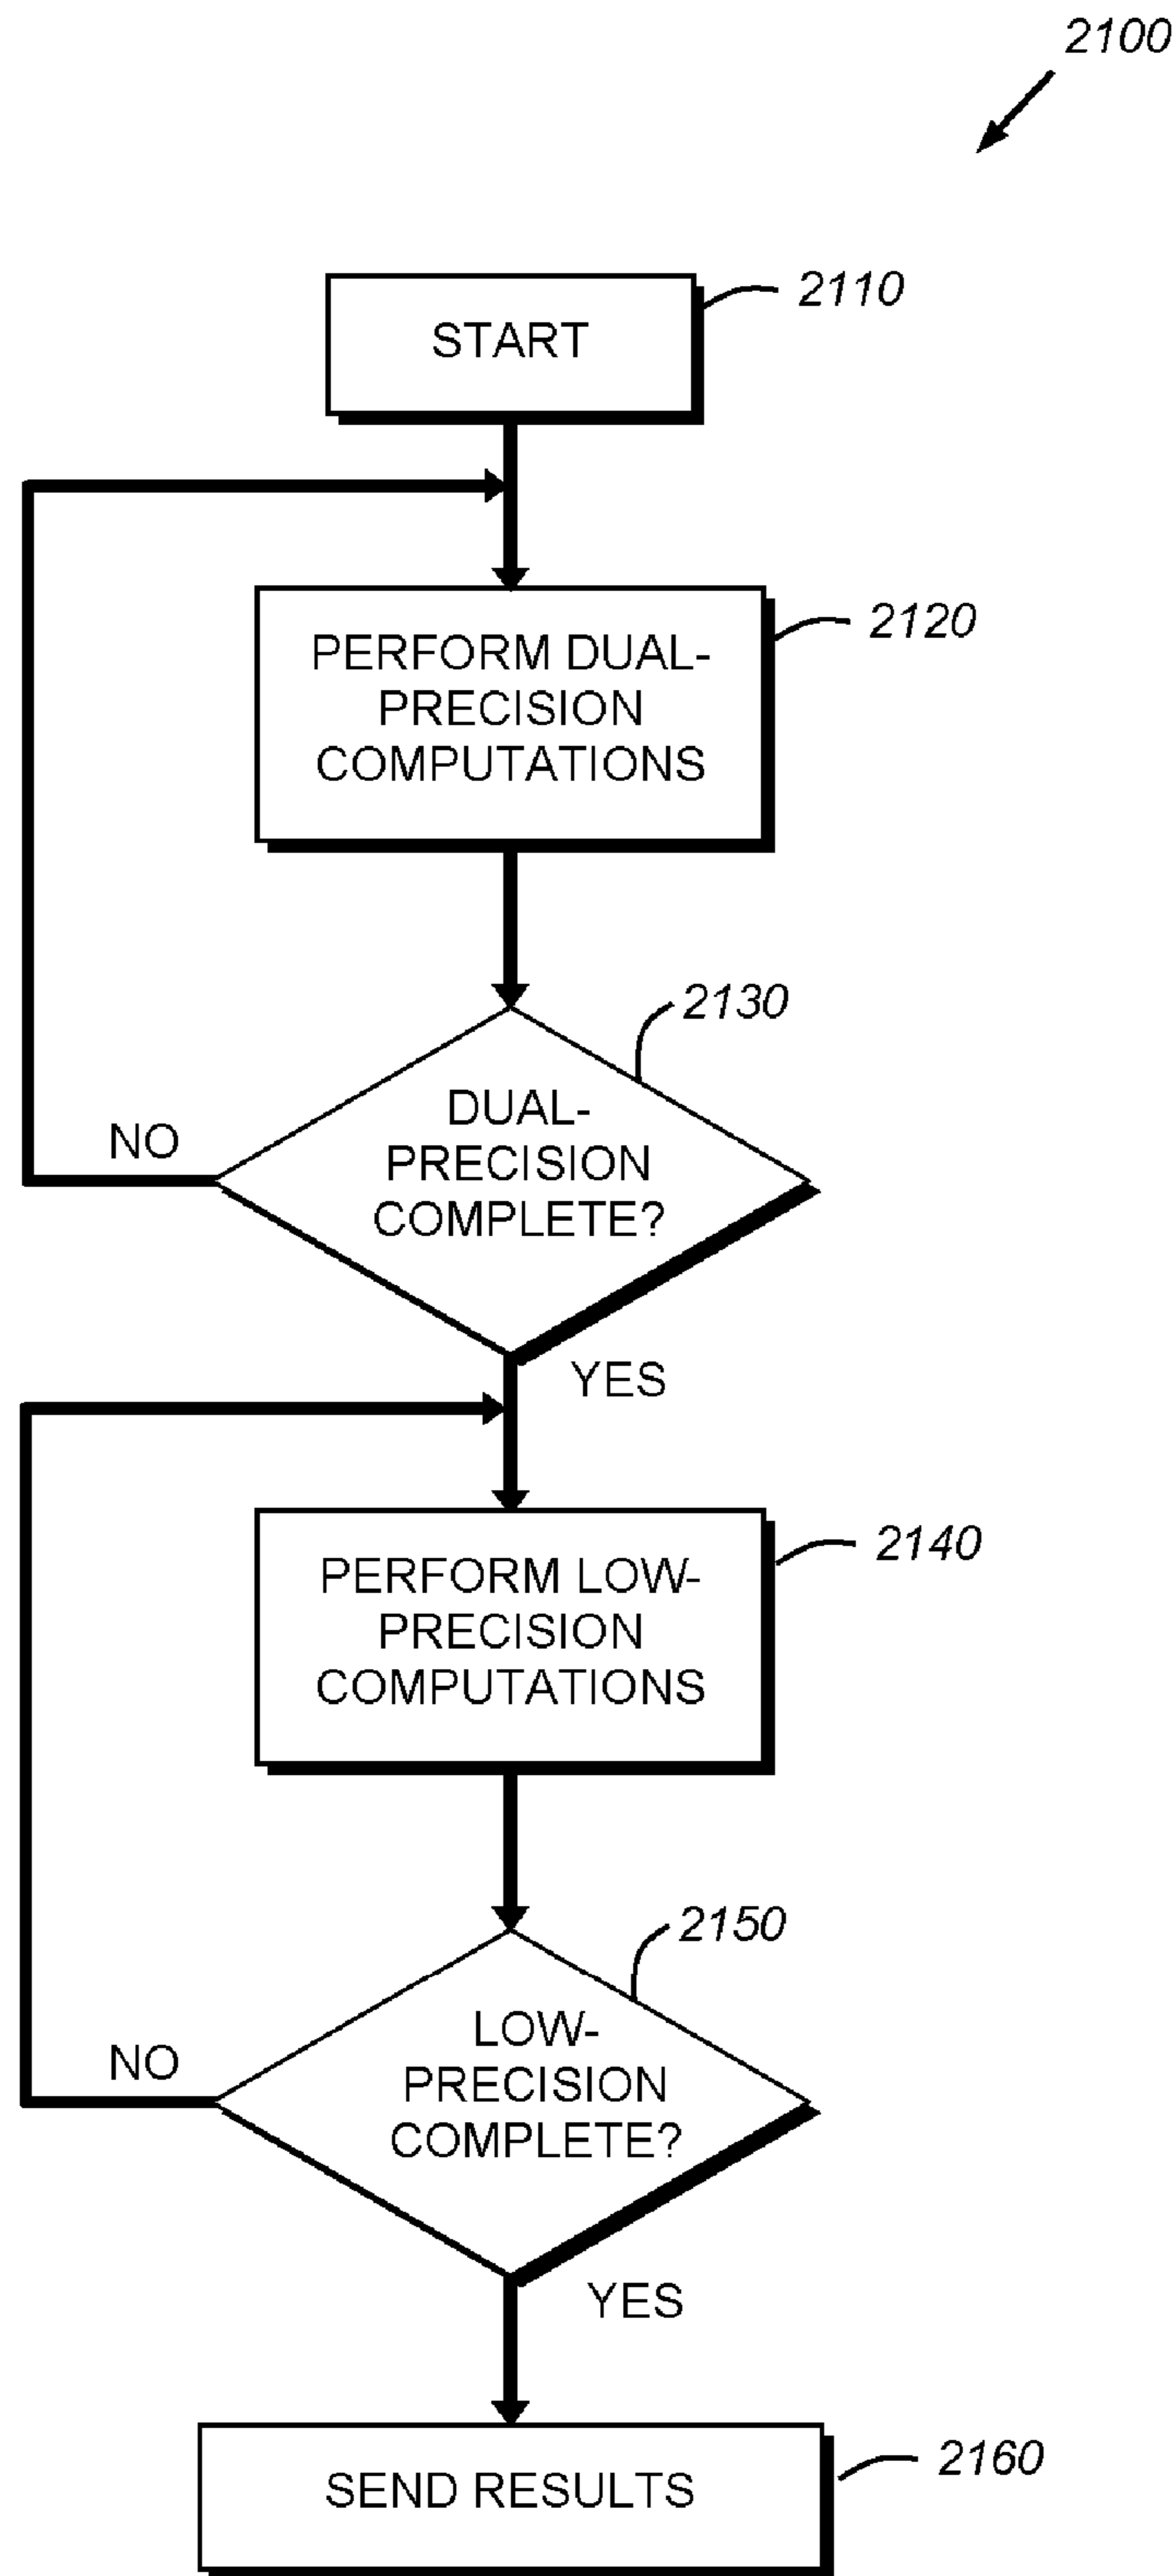 2100
2110
START
2120
PERFORM DUAL-
PRECISION
COMPUTATIONS
2130
DUAL-
PRECISION
COMPLETE?
NO
YES
2140
PERFORM LOW-
PRECISION
COMPUTATIONS
2150
LOW-
PRECISION
COMPLETE?
NO
YES
2160
SEND RESULTS